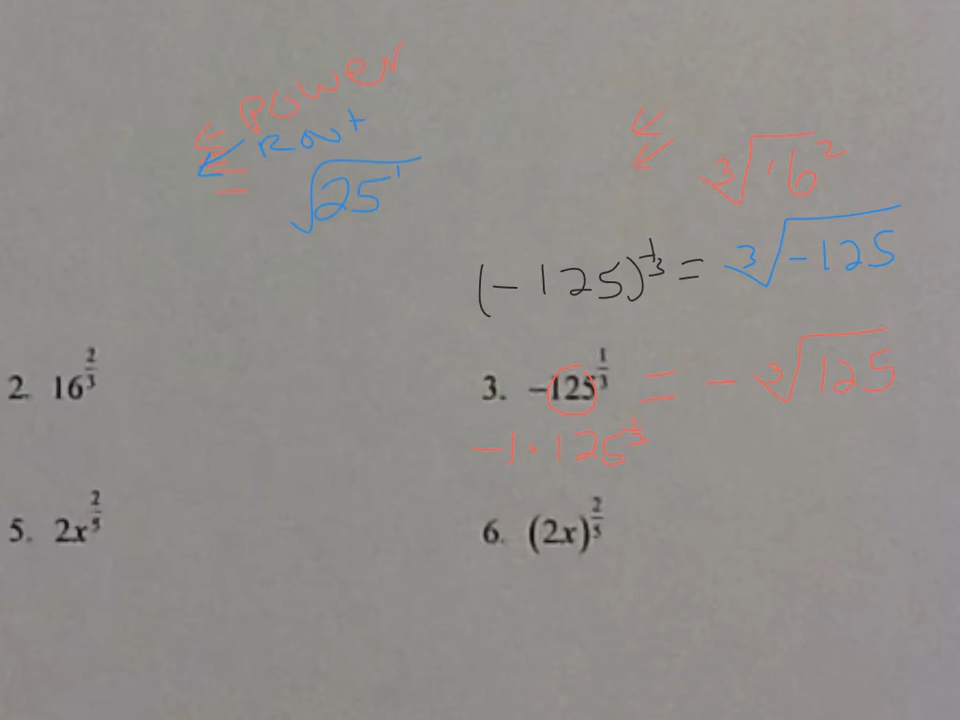 POWER
ROOT
√25¹
∛16²
(-125)^1/3 = ∛-125
2. 16^2/3
3. -125^1/3 = -∛125
-1·125^1/3
5. 2x^2/5
6. (2x)^2/5